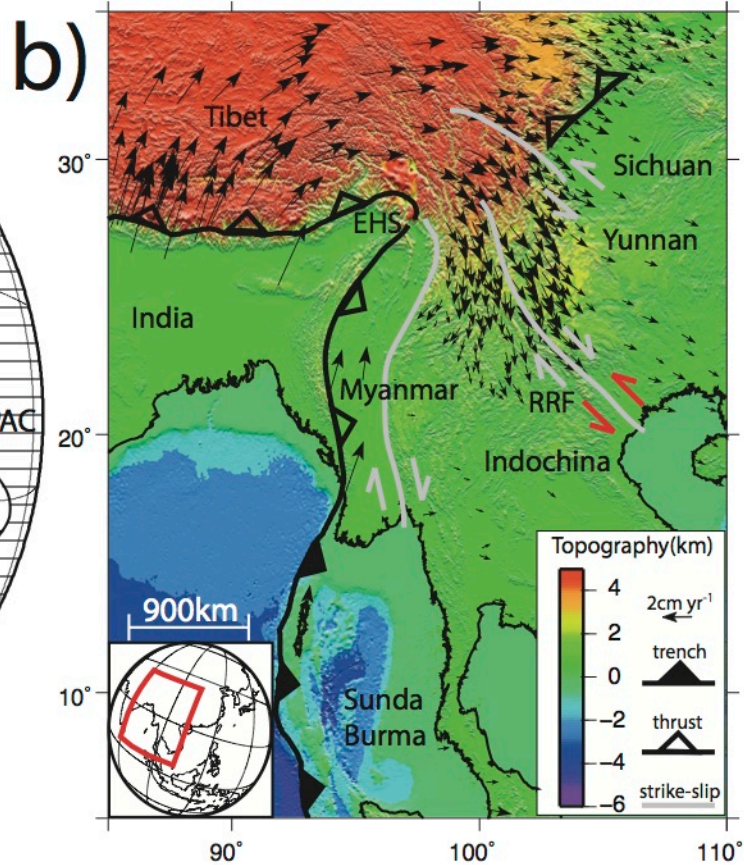 b)
Tibet
30°
Sichuan
EHS
Yunnan
India
AC
Myanmar
RRF
20°
Indochina
Topography(km)
900km
4
2cm yr⁻¹
2
trench
0
10°
Sunda
Burma
−2
thrust
−4
strike-slip
−6
90°
100°
110°